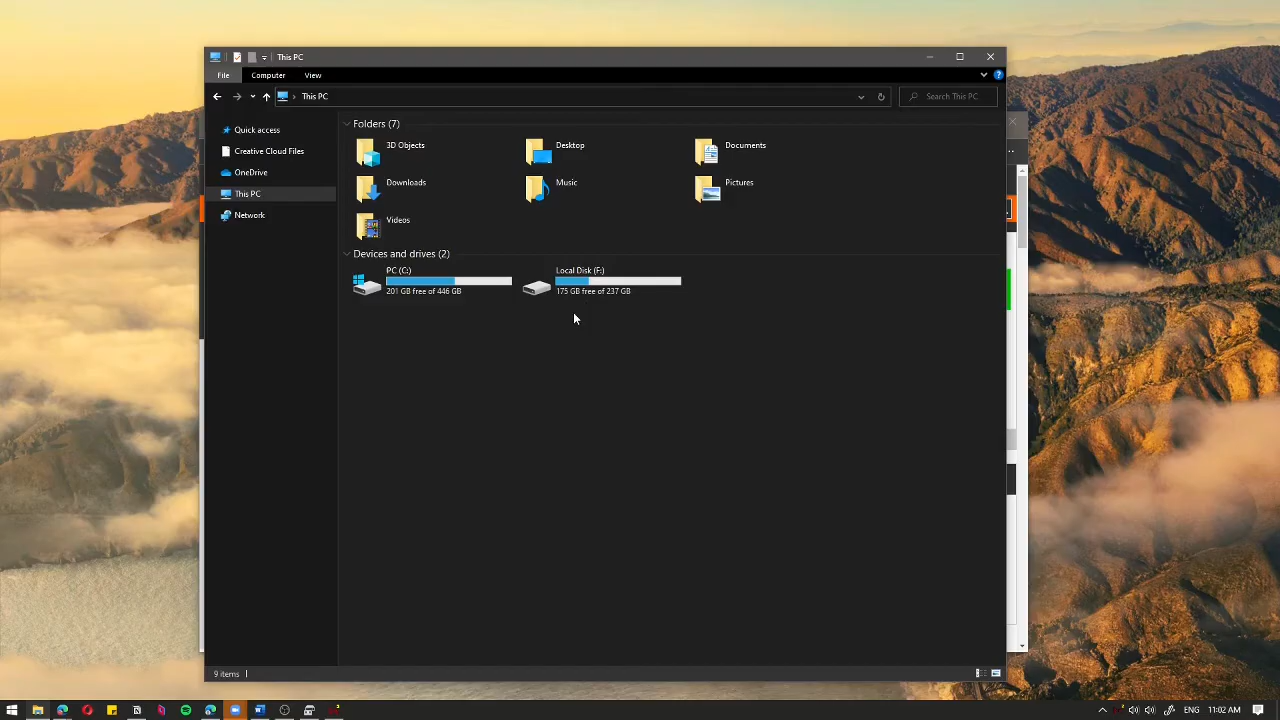 This PC
File Computer View
This PC
Search This PC
Quick access
Creative Cloud Files
OneDrive
This PC
Network
Folders (7)
3D Objects
Desktop
Documents
Downloads
Music
Pictures
Videos
Devices and drives (2)
PC (C:)
201 GB free of 446 GB
Local Disk (F:)
175 GB free of 237 GB
9 items
ENG 11:02 AM